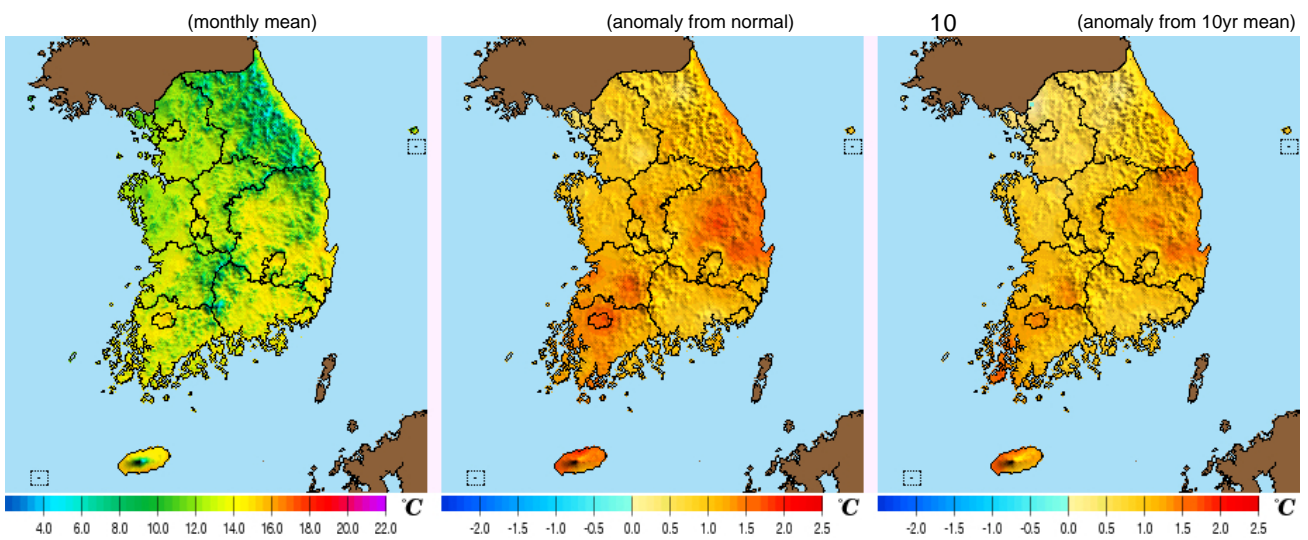 (monthly mean)
(anomaly from normal)
10 (anomaly from 10yr mean)
4.0 6.0 8.0 10.0 12.0 14.0 16.0 18.0 20.0 22.0 °C
-2.0 -1.5 -1.0 -0.5 0.0 0.5 1.0 1.5 2.0 2.5 °C
-2.0 -1.5 -1.0 -0.5 0.0 0.5 1.0 1.5 2.0 2.5 °C